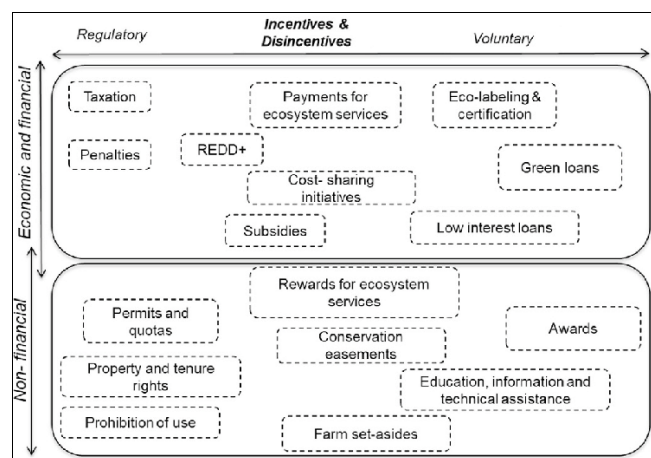 Regulatory
Incentives &
Disincentives
Voluntary
Economic and financial
Taxation
Payments for
ecosystem services
Eco-labeling &
certification
Penalties
REDD+
Green loans
Cost- sharing
initiatives
Subsidies
Low interest loans
Non- financial
Rewards for ecosystem
services
Permits and
quotas
Awards
Conservation
easements
Property and tenure
rights
Education, information and
technical assistance
Prohibition of use
Farm set-asides